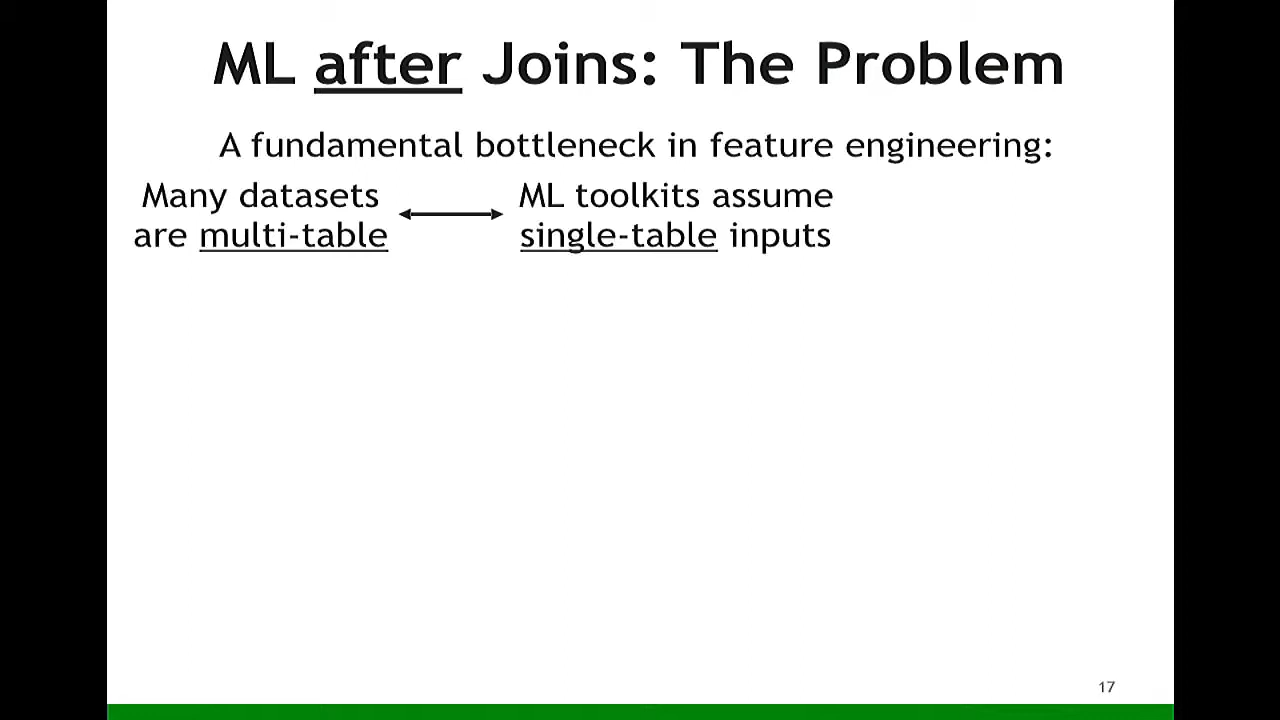 ML after Joins: The Problem
A fundamental bottleneck in feature engineering:
Many datasets
are multi-table
ML toolkits assume
single-table inputs
17